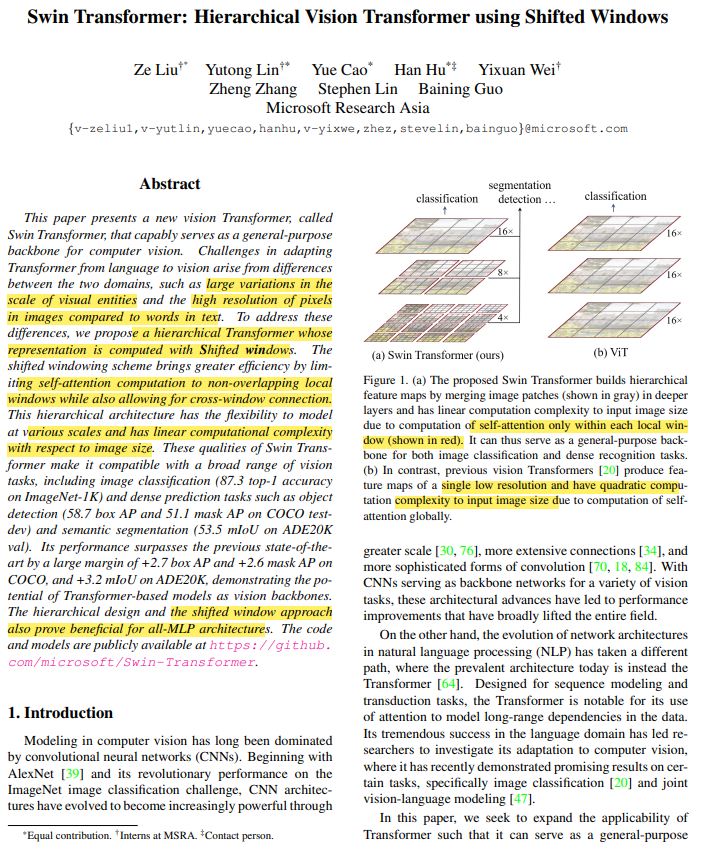 Swin Transformer: Hierarchical Vision Transformer using Shifted Windows
Ze Liu†* Yutong Lin†* Yue Cao* Han Hu*‡ Yixuan Wei†
Zheng Zhang Stephen Lin Baining Guo
Microsoft Research Asia
{v-zeliu1,v-yutlin,yuecao,hanhu,v-yixwe,zhez,stevelin,bainguo}@microsoft.com
Abstract
This paper presents a new vision Transformer, called
Swin Transformer, that capably serves as a general-purpose
backbone for computer vision. Challenges in adapting
Transformer from language to vision arise from differences
between the two domains, such as large variations in the
scale of visual entities and the high resolution of pixels
in images compared to words in text. To address these
differences, we propose a hierarchical Transformer whose
representation is computed with Shifted windows. The
shifted windowing scheme brings greater efficiency by lim-
iting self-attention computation to non-overlapping local
windows while also allowing for cross-window connection.
This hierarchical architecture has the flexibility to model
at various scales and has linear computational complexity
with respect to image size. These qualities of Swin Trans-
former make it compatible with a broad range of vision
tasks, including image classification (87.3 top-1 accuracy
on ImageNet-1K) and dense prediction tasks such as object
detection (58.7 box AP and 51.1 mask AP on COCO test-
dev) and semantic segmentation (53.5 mIoU on ADE20K
val). Its performance surpasses the previous state-of-the-
art by a large margin of +2.7 box AP and +2.6 mask AP on
COCO, and +3.2 mIoU on ADE20K, demonstrating the po-
tential of Transformer-based models as vision backbones.
The hierarchical design and the shifted window approach
also prove beneficial for all-MLP architectures. The code
and models are publicly available at https://github.
com/microsoft/Swin-Transformer.
1. Introduction
Modeling in computer vision has long been dominated
by convolutional neural networks (CNNs). Beginning with
AlexNet [39] and its revolutionary performance on the
ImageNet image classification challenge, CNN architec-
tures have evolved to become increasingly powerful through
*Equal contribution. †Interns at MSRA. ‡Contact person.
segmentation
classification detection ... classification
16×
8×
4×
16×
16×
16×
(a) Swin Transformer (ours) (b) ViT
Figure 1. (a) The proposed Swin Transformer builds hierarchical
feature maps by merging image patches (shown in gray) in deeper
layers and has linear computation complexity to input image size
due to computation of self-attention only within each local win-
dow (shown in red). It can thus serve as a general-purpose back-
bone for both image classification and dense recognition tasks.
(b) In contrast, previous vision Transformers [20] produce fea-
ture maps of a single low resolution and have quadratic compu-
tation complexity to input image size due to computation of self-
attention globally.
greater scale [30, 76], more extensive connections [34], and
more sophisticated forms of convolution [70, 18, 84]. With
CNNs serving as backbone networks for a variety of vision
tasks, these architectural advances have led to performance
improvements that have broadly lifted the entire field.
On the other hand, the evolution of network architectures
in natural language processing (NLP) has taken a different
path, where the prevalent architecture today is instead the
Transformer [64]. Designed for sequence modeling and
transduction tasks, the Transformer is notable for its use
of attention to model long-range dependencies in the data.
Its tremendous success in the language domain has led re-
searchers to investigate its adaptation to computer vision,
where it has recently demonstrated promising results on cer-
tain tasks, specifically image classification [20] and joint
vision-language modeling [47].
In this paper, we seek to expand the applicability of
Transformer such that it can serve as a general-purpose